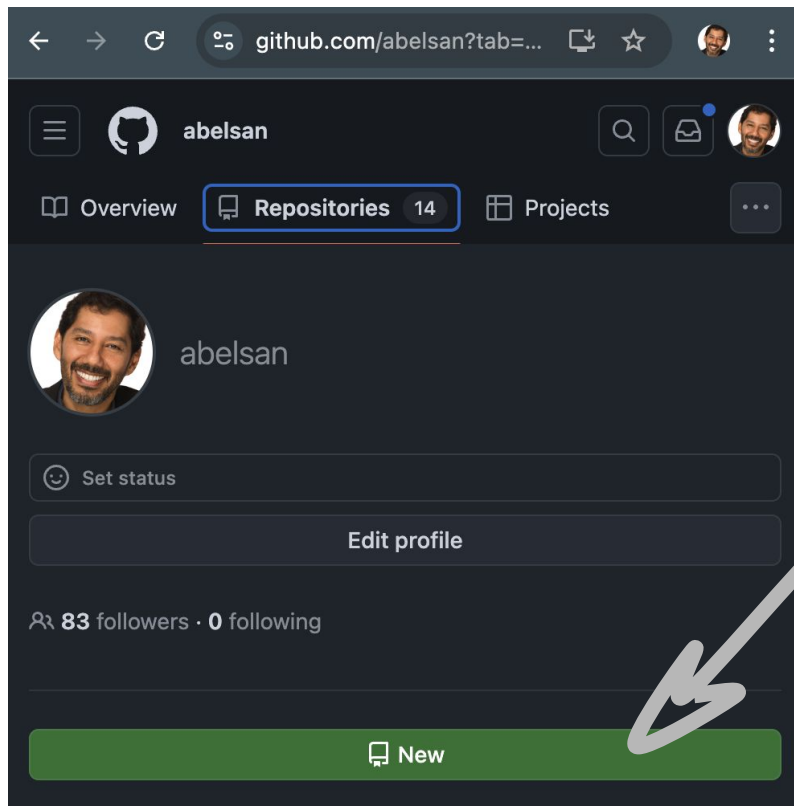 github.com/abelsan?tab=...
abelsan
Overview Repositories 14 Projects
abelsan
Set status
Edit profile
83 followers · 0 following
New